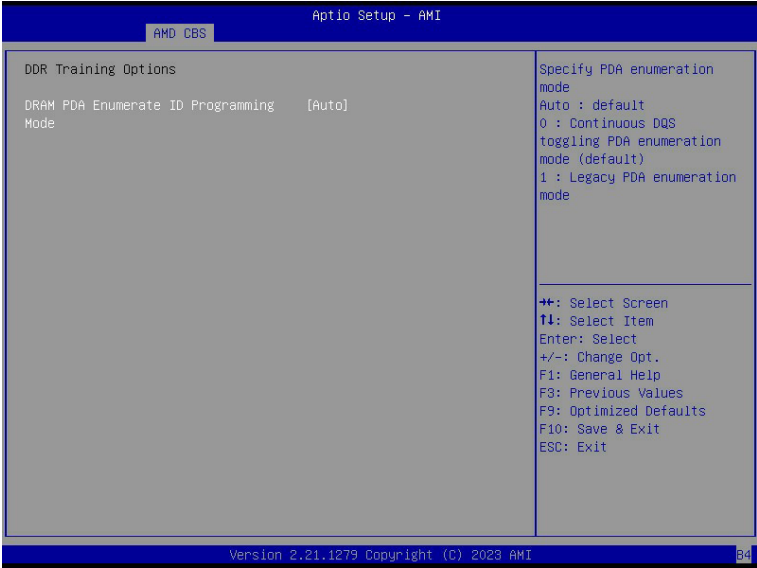 Aptio Setup – AMI
AMD CBS
DDR Training Options
DRAM PDA Enumerate ID Programming [Auto]
Mode
Specify PDA enumeration
mode
Auto : default
0 : Continuous DQS
toggling PDA enumeration
mode (default)
1 : Legacy PDA enumeration
mode
→←: Select Screen
↑↓: Select Item
Enter: Select
+/-: Change Opt.
F1: General Help
F3: Previous Values
F9: Optimized Defaults
F10: Save & Exit
ESC: Exit
Version 2.21.1279 Copyright (C) 2023 AMI
B4